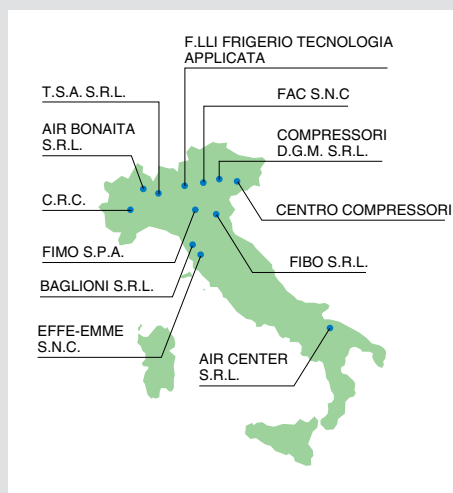 F.LLI FRIGERIO TECNOLOGIA
APPLICATA
T.S.A. S.R.L.
FAC S.N.C
AIR BONAITA
S.R.L.
COMPRESSORI
D.G.M. S.R.L.
C.R.C.
CENTRO COMPRESSORI
FIMO S.P.A.
FIBO S.R.L.
BAGLIONI S.R.L.
EFFE-EMME
S.N.C.
AIR CENTER
S.R.L.